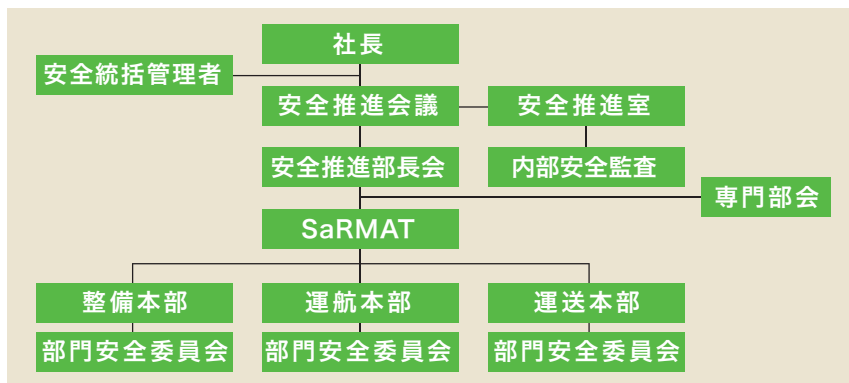 社長
安全統括管理者
安全推進会議
安全推進室
安全推進部長会
内部安全監査
専門部会
SaRMAT
整備本部
運航本部
運送本部
部門安全委員会
部門安全委員会
部門安全委員会